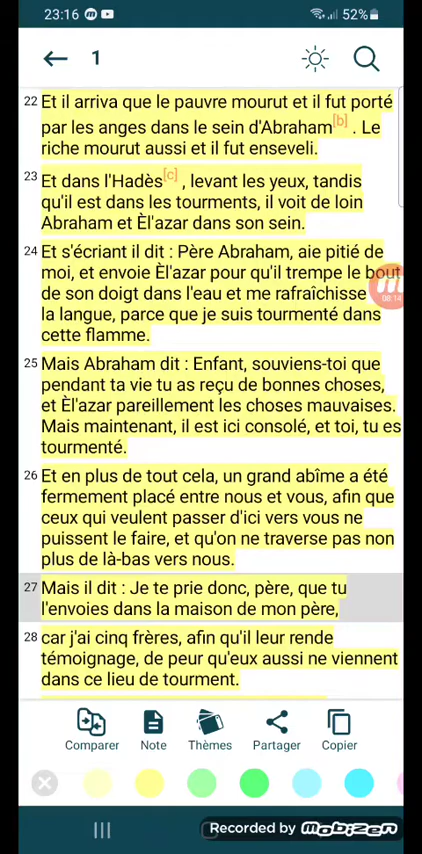 23:16 52%
1
22 Et il arriva que le pauvre mourut et il fut porté
par les anges dans le sein d'Abraham[b] . Le
riche mourut aussi et il fut enseveli.
23 Et dans l'Hadès[c] , levant les yeux, tandis
qu'il est dans les tourments, il voit de loin
Abraham et Èl'azar dans son sein.
24 Et s'écriant il dit : Père Abraham, aie pitié de
moi, et envoie Èl'azar pour qu'il trempe le bout
de son doigt dans l'eau et me rafraîchisse
la langue, parce que je suis tourmenté dans
cette flamme.
08:14
25 Mais Abraham dit : Enfant, souviens-toi que
pendant ta vie tu as reçu de bonnes choses,
et Èl'azar pareillement les choses mauvaises.
Mais maintenant, il est ici consolé, et toi, tu es
tourmenté.
26 Et en plus de tout cela, un grand abîme a été
fermement placé entre nous et vous, afin que
ceux qui veulent passer d'ici vers vous ne
puissent le faire, et qu'on ne traverse pas non
plus de là-bas vers nous.
27 Mais il dit : Je te prie donc, père, que tu
l'envoies dans la maison de mon père,
28 car j'ai cinq frères, afin qu'il leur rende
témoignage, de peur qu'eux aussi ne viennent
dans ce lieu de tourment.
Comparer Note Thèmes Partager Copier
Recorded by Mobizen